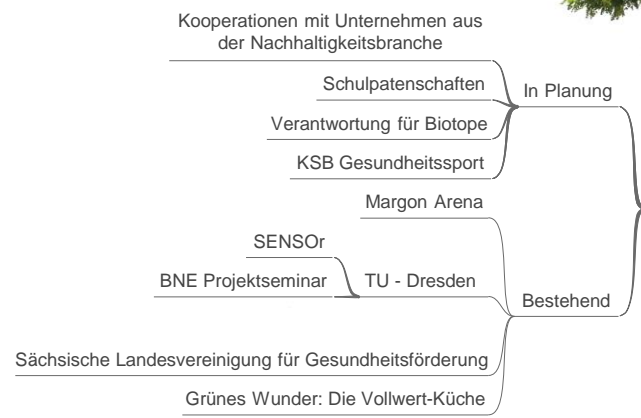 Kooperationen mit Unternehmen aus
der Nachhaltigkeitsbranche
Schulpatenschaften
In Planung
Verantwortung für Biotope
KSB Gesundheitssport
Margon Arena
SENSOr
BNE Projektseminar
TU - Dresden
Bestehend
Sächsische Landesvereinigung für Gesundheitsförderung
Grünes Wunder: Die Vollwert-Küche